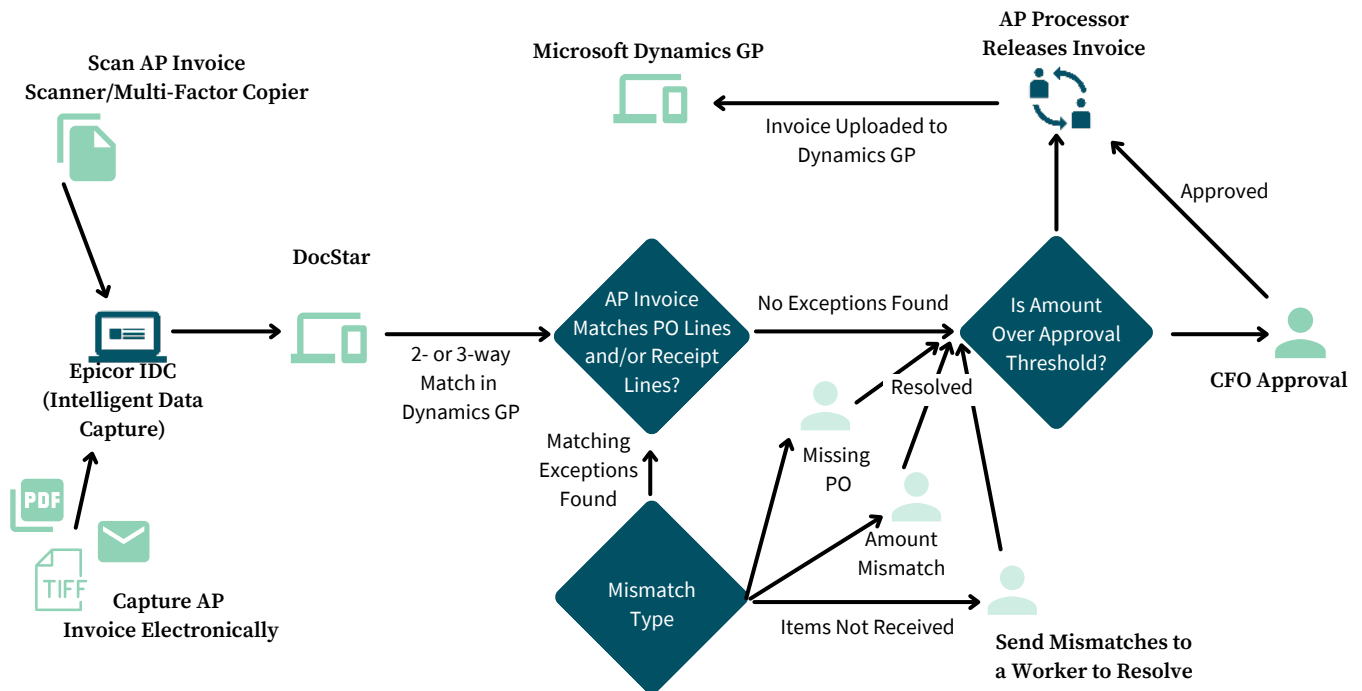 Scan AP Invoice
Scanner/Multi-Factor Copier
Microsoft Dynamics GP
AP Processor
Releases Invoice
Invoice Uploaded to
Dynamics GP
Approved
DocStar
Epicor IDC
(Intelligent Data
Capture)
2- or 3-way
Match in
Dynamics GP
AP Invoice
Matches PO Lines
and/or Receipt
Lines?
No Exceptions Found
Is Amount
Over Approval
Threshold?
CFO Approval
Resolved
Matching
Exceptions
Found
Missing
PO
Amount
Mismatch
Mismatch
Type
Items Not Received
Send Mismatches to
a Worker to Resolve
PDF
TIFF
Capture AP
Invoice Electronically